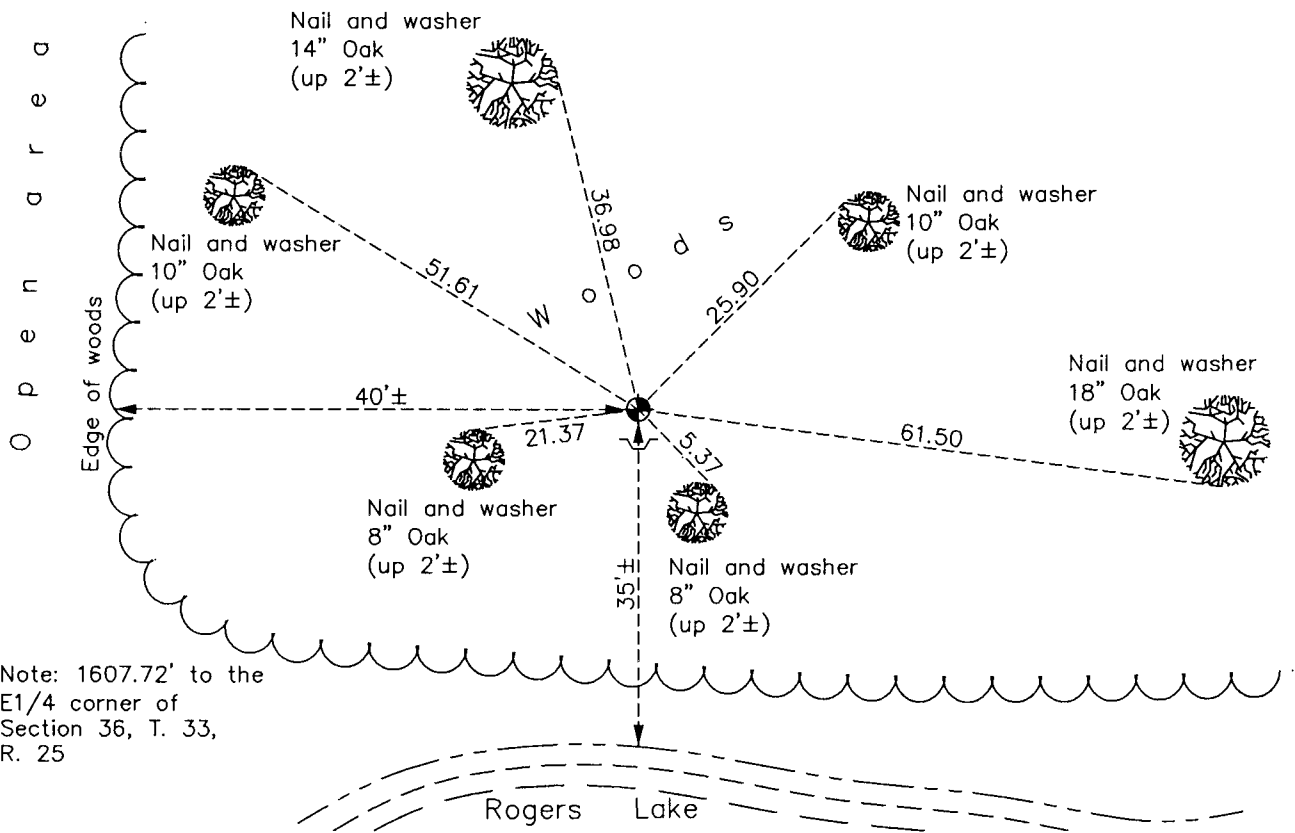 Nail and washer
14” Oak
(up 2'±)
Open area
Nail and washer
10” Oak
(up 2'±)
36.98
Woods
Nail and washer
10” Oak
(up 2'±)
51.61
25.90
Edge of woods
Nail and washer
18” Oak
(up 2'±)
40'±
21.37
5.37
61.50
Nail and washer
8” Oak
(up 2'±)
35'±
Nail and washer
8” Oak
(up 2'±)
Note: 1607.72' to the
E1/4 corner of
Section 36, T. 33,
R. 25
Rogers Lake